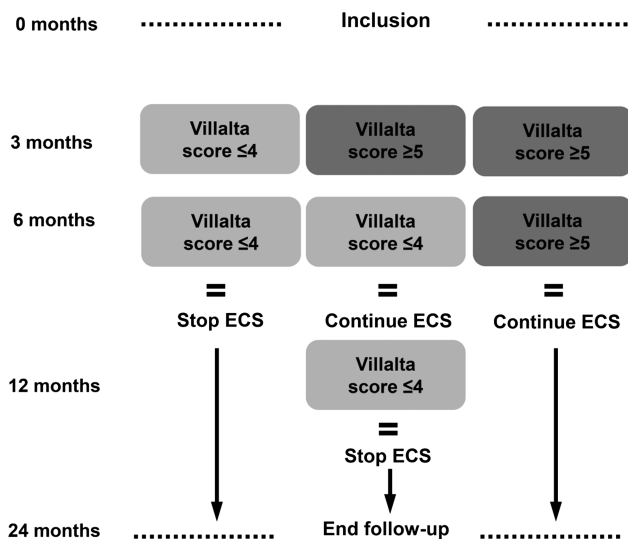 0 months
Inclusion
3 months
Villalta
score ≤4
Villalta
score ≥5
Villalta
score ≥5
6 months
Villalta
score ≤4
Villalta
score ≤4
Villalta
score ≥5
=
=
=
Stop ECS
Continue ECS
Continue ECS
12 months
Villalta
score ≤4
=
Stop ECS
24 months
End follow-up